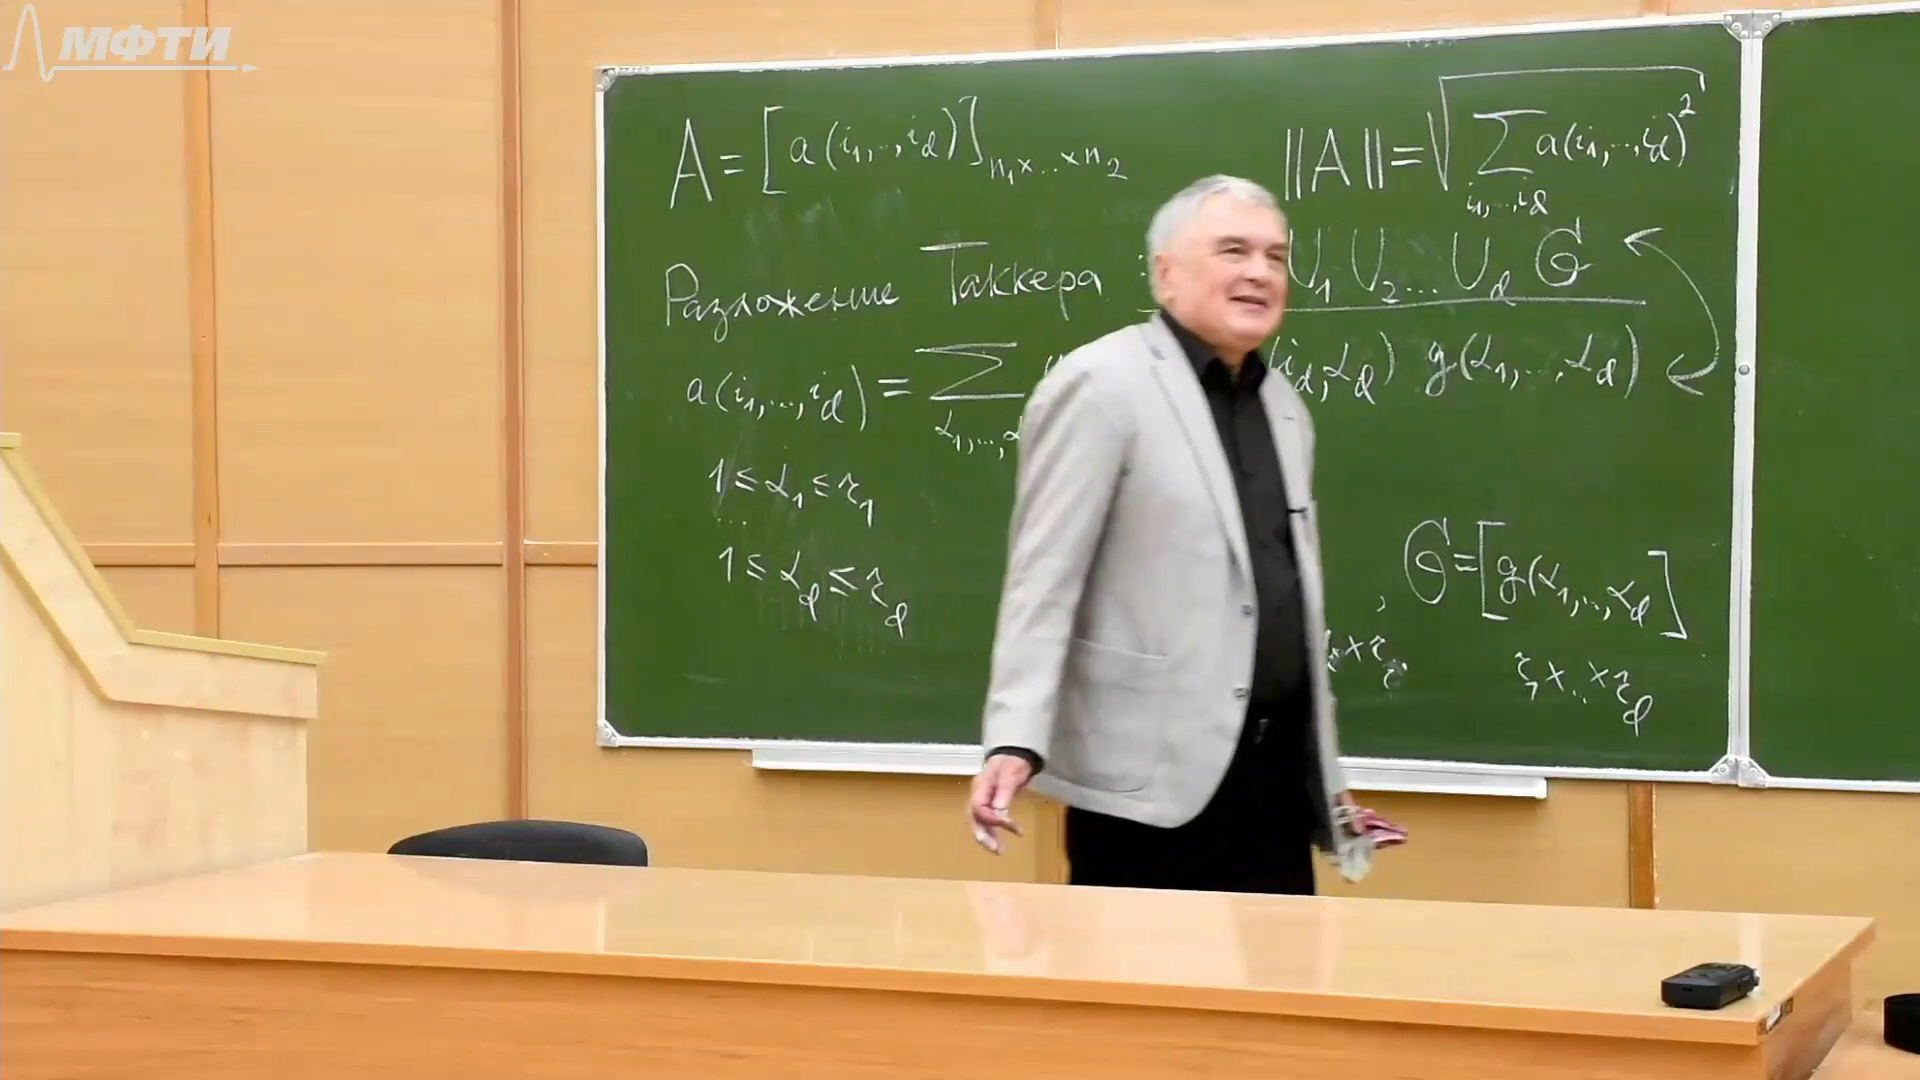 МФТИ
A = [a(i₁,..,i_d)]_{n₁×...×n₂}
||A|| = √(∑_{i₁,...,i_d} a(i₁,...,i_d)²)
Разложение Таккера : U₁ U₂ ... U_d G
a(i₁,...,i_d) = ∑_{α₁,..., i_d, α_d) g(α₁,...,α_d)
1 ≤ α₁ ≤ r₁
...
1 ≤ α_d ≤ r_d
, G = [g(α₁,...,α_d]
×r
r₁×...×r_d